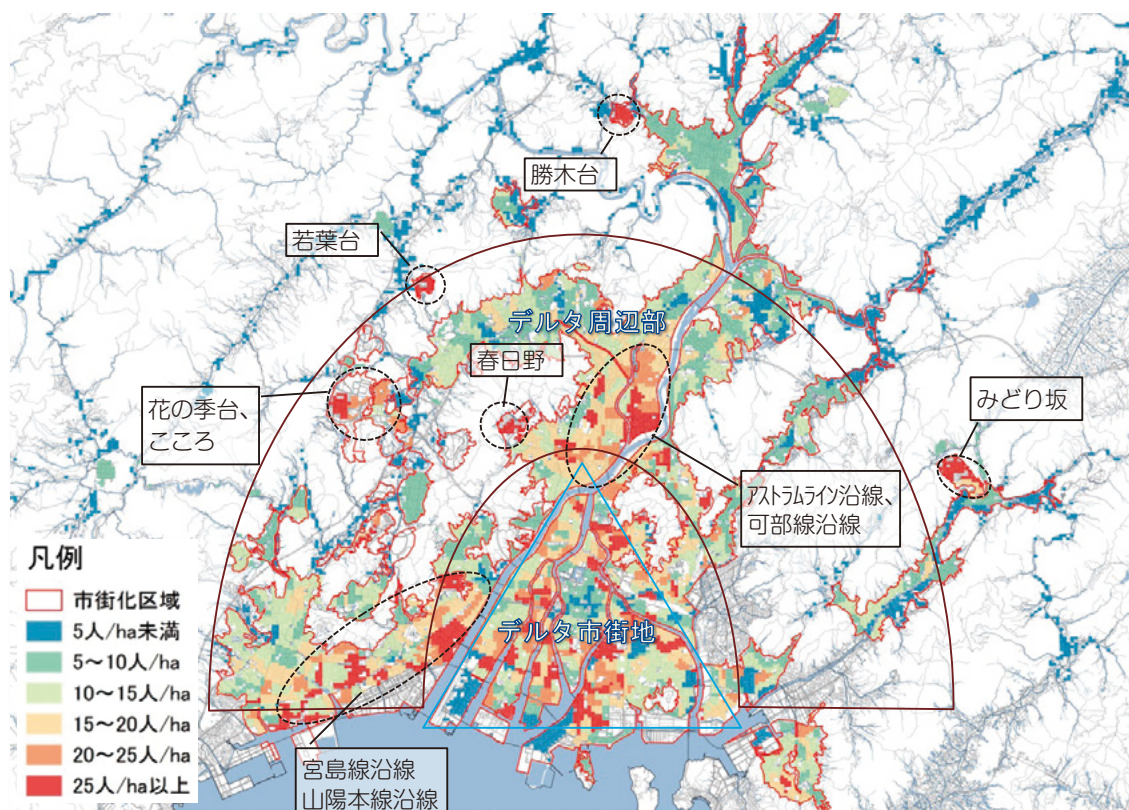 勝木台
若葉台
デルタ周辺部
春日野
花の季台、
こころ
みどり坂
アストラムライン沿線、
可部線沿線
デルタ市街地
宮島線沿線
山陽本線沿線
凡例
市街化区域
5人/ha未満
5～10人/ha
10～15人/ha
15～20人/ha
20～25人/ha
25人/ha以上